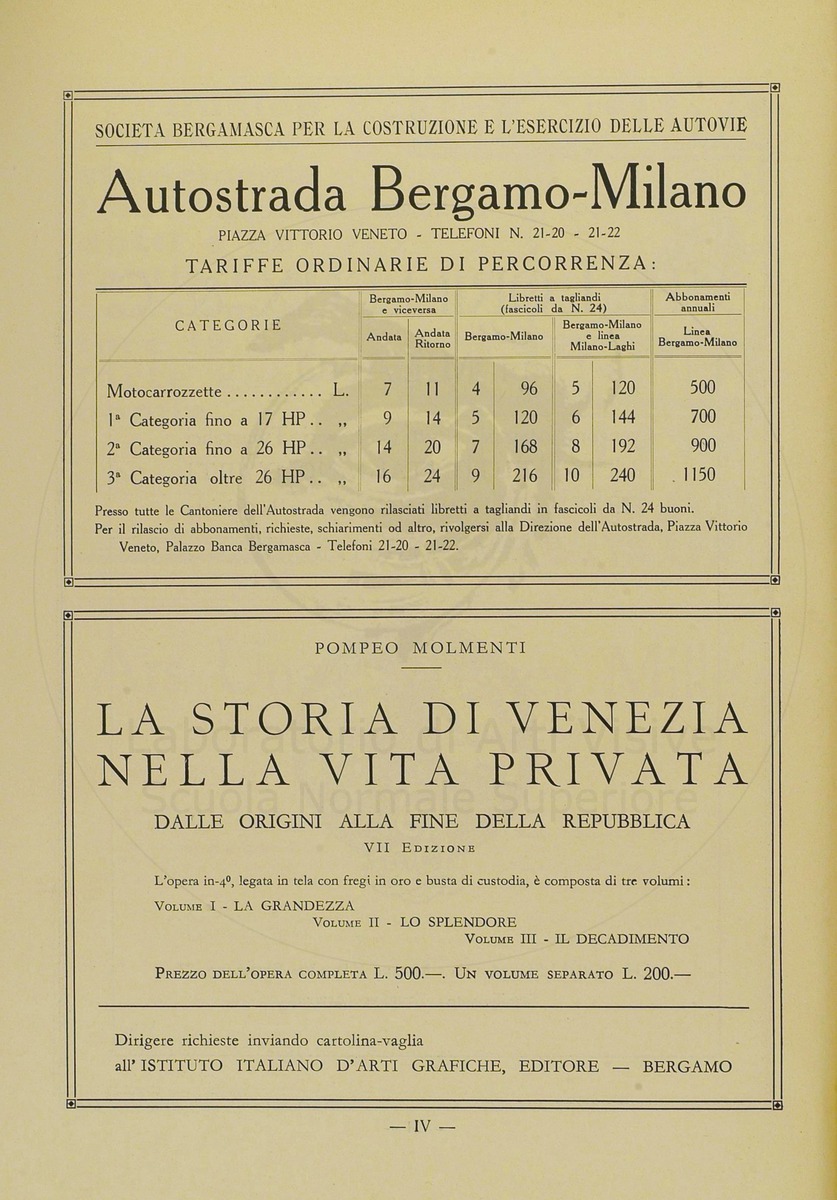 SOCIETA BERGAMASCA PER LA COSTRUZIONE E L'ESERCIZIO DELLE AUTOVIE
Autostrada Bergamo-Milano
PIAZZA VITTORIO VENETO - TELEFONI N. 21-20 - 21-22
TARIFFE ORDINARIE DI PERCORRENZA:
CATEGORIE
Bergamo-Milano
e viceversa
Libretti a tagliandi
(fascicoli da N. 24)
Abbonamenti
annuali
Andata
Andata
Ritorno
Bergamo-Milano
Bergamo-Milano
e linea
Milano-Laghi
Linea
Bergamo-Milano
Motocarrozzette ............ L. 7 11 4 96 5 120 500
1ª Categoria fino a 17 HP .. „ 9 14 5 120 6 144 700
2ª Categoria fino a 26 HP .. „ 14 20 7 168 8 192 900
3ª Categoria oltre 26 HP .. „ 16 24 9 216 10 240 1150
Presso tutte le Cantoniere dell'Autostrada vengono rilasciati libretti a tagliandi in fascicoli da N. 24 buoni.
Per il rilascio di abbonamenti, richieste, schiarimenti od altro, rivolgersi alla Direzione dell'Autostrada, Piazza Vittorio
Veneto, Palazzo Banca Bergamasca - Telefoni 21-20 - 21-22.
POMPEO MOLMENTI
LA STORIA DI VENEZIA
NELLA VITA PRIVATA
DALLE ORIGINI ALLA FINE DELLA REPUBBLICA
VII EDIZIONE
L'opera in-4º, legata in tela con fregi in oro e busta di custodia, è composta di tre volumi:
VOLUME I - LA GRANDEZZA
VOLUME II - LO SPLENDORE
VOLUME III - IL DECADIMENTO
PREZZO DELL'OPERA COMPLETA L. 500.—. UN VOLUME SEPARATO L. 200.—
Dirigere richieste inviando cartolina-vaglia
all' ISTITUTO ITALIANO D'ARTI GRAFICHE, EDITORE — BERGAMO
— IV —
Scuola Normale Superiore